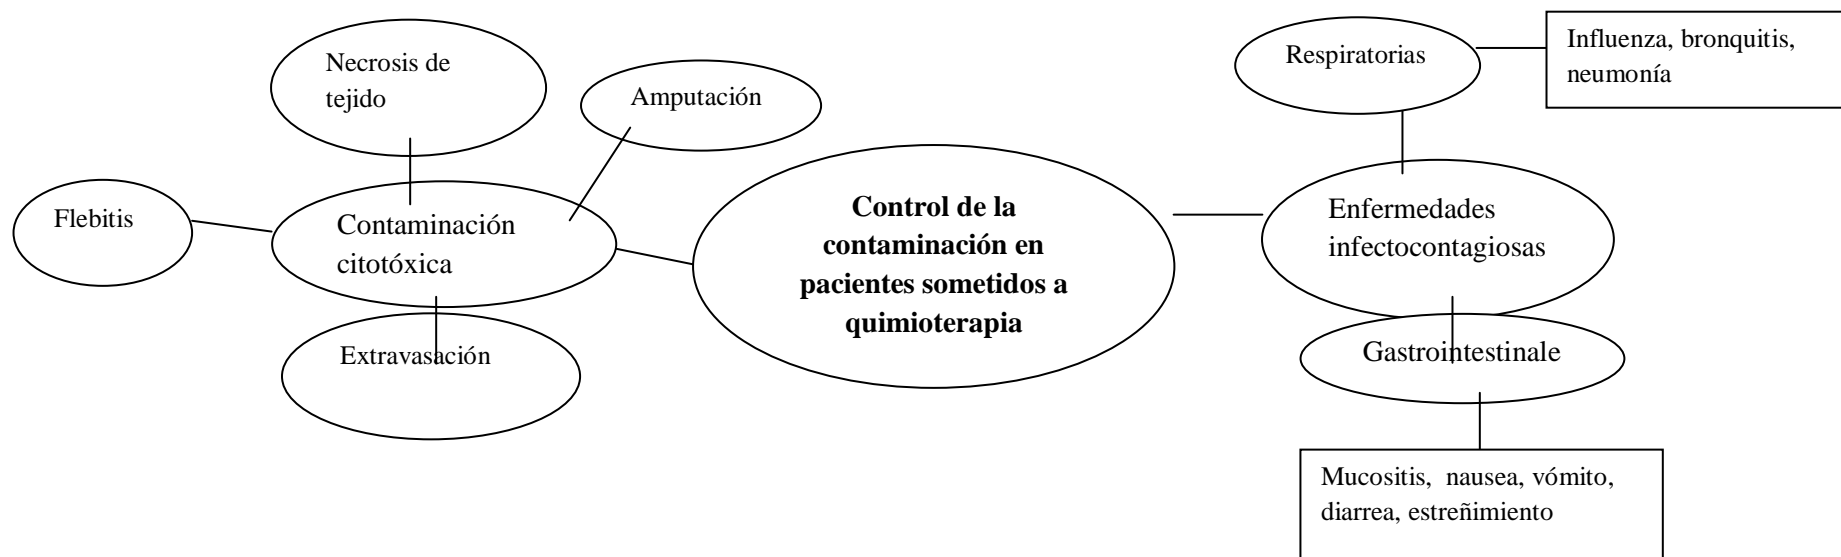 Necrosis de
tejido
Amputación
Flebitis
Contaminación
citotóxica
Extravasación
Control de la
contaminación en
pacientes sometidos a
quimioterapia
Respiratorias
Influenza, bronquitis,
neumonía
Enfermedades
infectocontagiosas
Gastrointestinale
Mucositis, nausea, vómito,
diarrea, estreñimiento